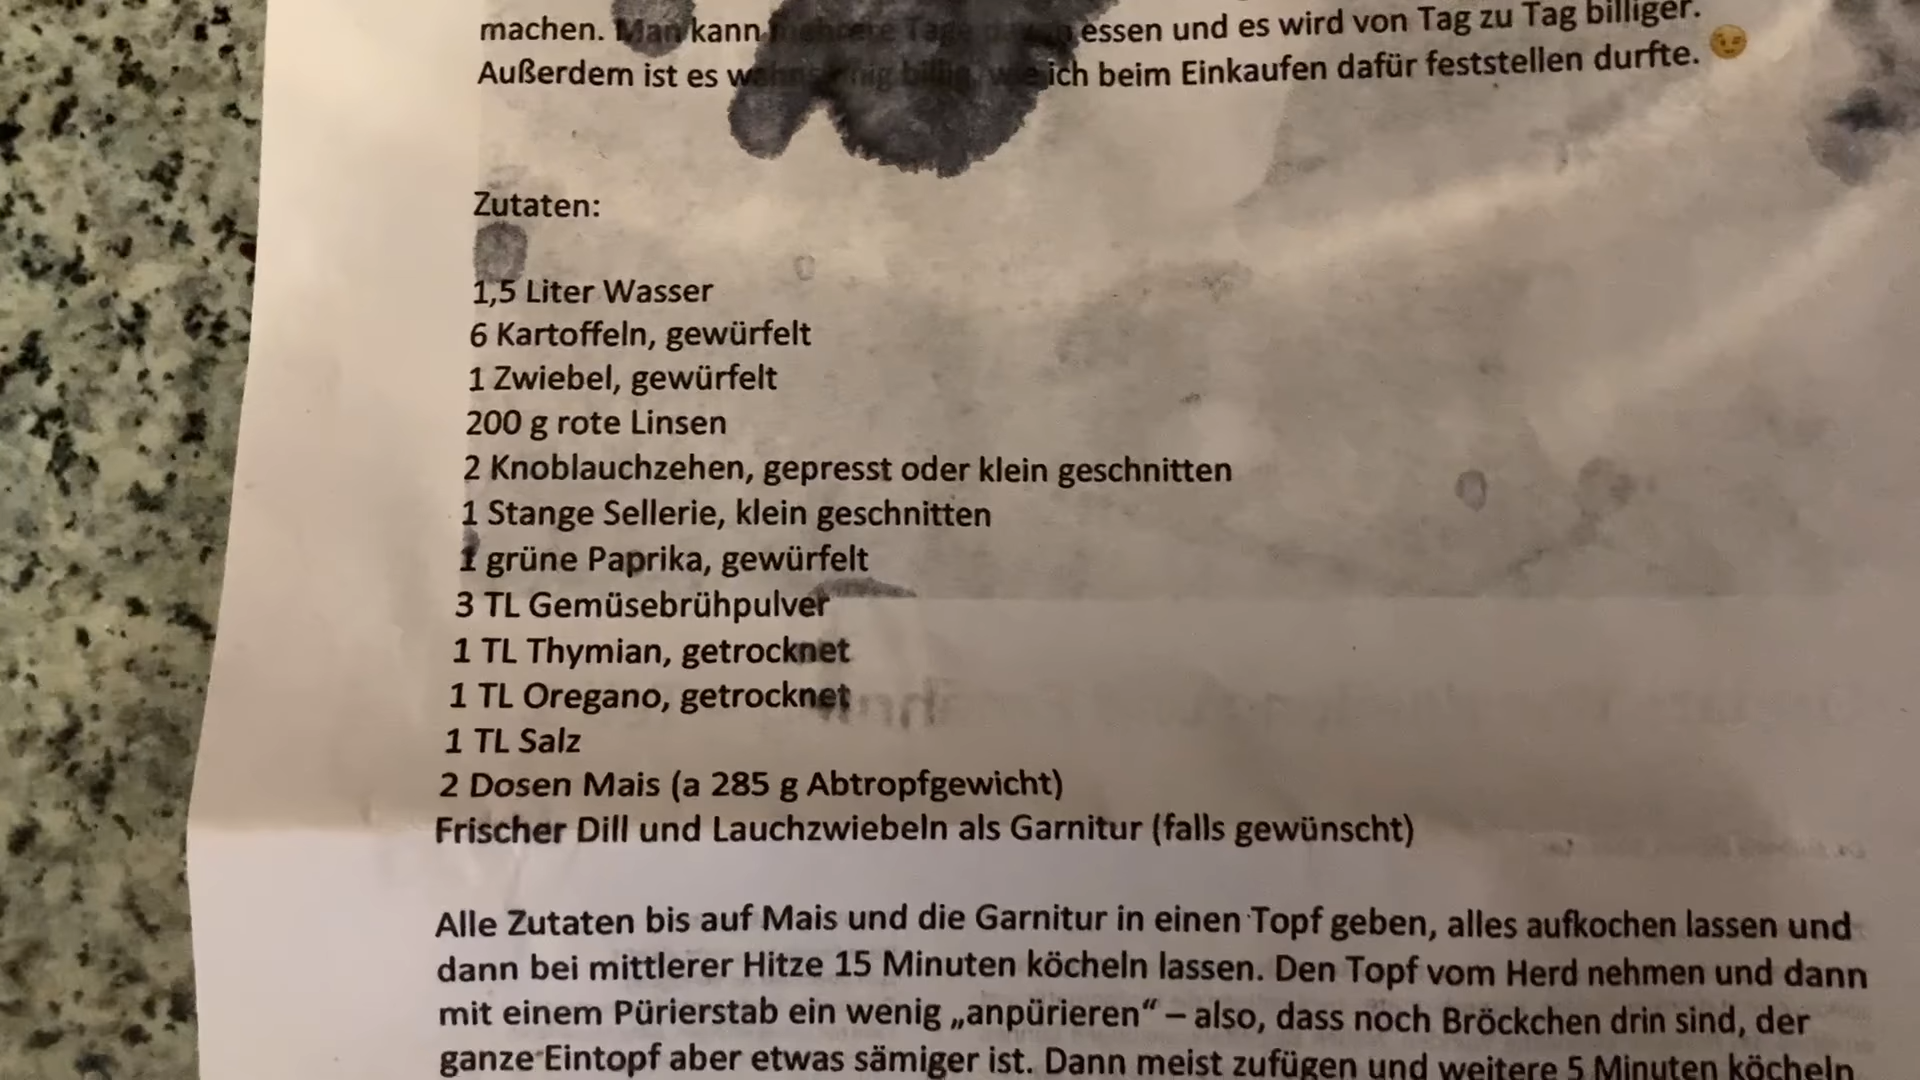 machen. Man kann mehrere Tage davon essen und es wird von Tag zu Tag billiger.
Außerdem ist es wahnsinnig billig, wie ich beim Einkaufen dafür feststellen durfte. 😉
Zutaten:
1,5 Liter Wasser
6 Kartoffeln, gewürfelt
1 Zwiebel, gewürfelt
200 g rote Linsen
2 Knoblauchzehen, gepresst oder klein geschnitten
1 Stange Sellerie, klein geschnitten
1 grüne Paprika, gewürfelt
3 TL Gemüsebrühpulver
1 TL Thymian, getrocknet
1 TL Oregano, getrocknet
1 TL Salz
2 Dosen Mais (a 285 g Abtropfgewicht)
Frischer Dill und Lauchzwiebeln als Garnitur (falls gewünscht)
Alle Zutaten bis auf Mais und die Garnitur in einen Topf geben, alles aufkochen lassen und
dann bei mittlerer Hitze 15 Minuten köcheln lassen. Den Topf vom Herd nehmen und dann
mit einem Pürierstab ein wenig „anpürieren“ – also, dass noch Bröckchen drin sind, der
ganze Eintopf aber etwas sämiger ist. Dann meist zufügen und weitere 5 Minuten köcheln